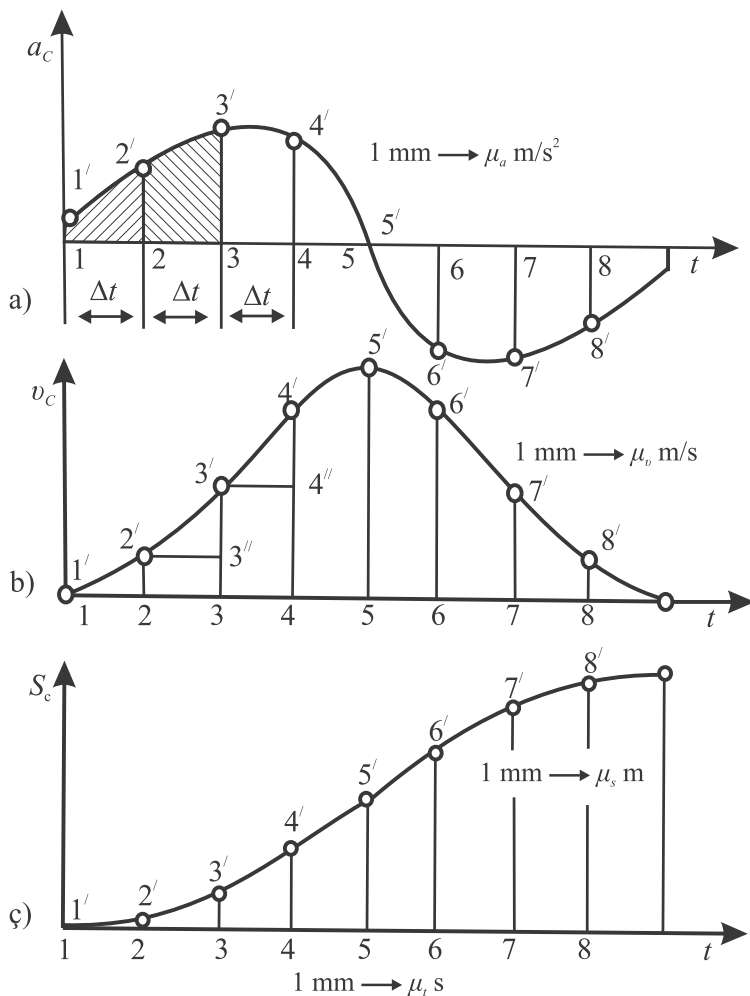 a_C
1′ 2′ 3′ 4′
1 mm → μ_a m/s²
5′
1 2 3 4 5 6 7 8 t
Δt Δt Δt
a)
6′ 7′ 8′
υ_C
1′ 2′ 3′ 4′ 5′ 6′ 7′ 8′
1 mm → μ_υ m/s
3″ 4″
b)
1 2 3 4 5 6 7 8 t
S_c
1′ 2′ 3′ 4′ 5′ 6′ 7′ 8′
1 mm → μ_s m
ç)
1 2 3 4 5 6 7 8 t
1 mm → μ_t s